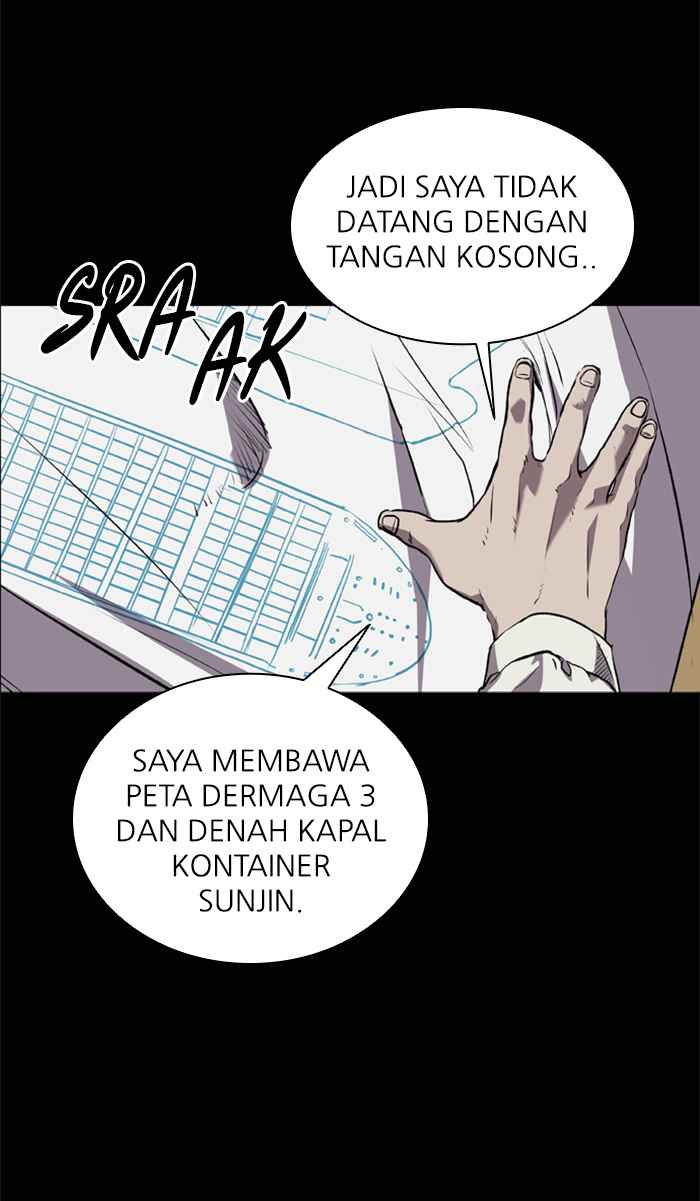 JADI SAYA TIDAK
DATANG DENGAN
TANGAN KOSONG..
SRA
AK
SAYA MEMBAWA
PETA DERMAGA 3
DAN DENAH KAPAL
KONTAINER
SUNJIN.